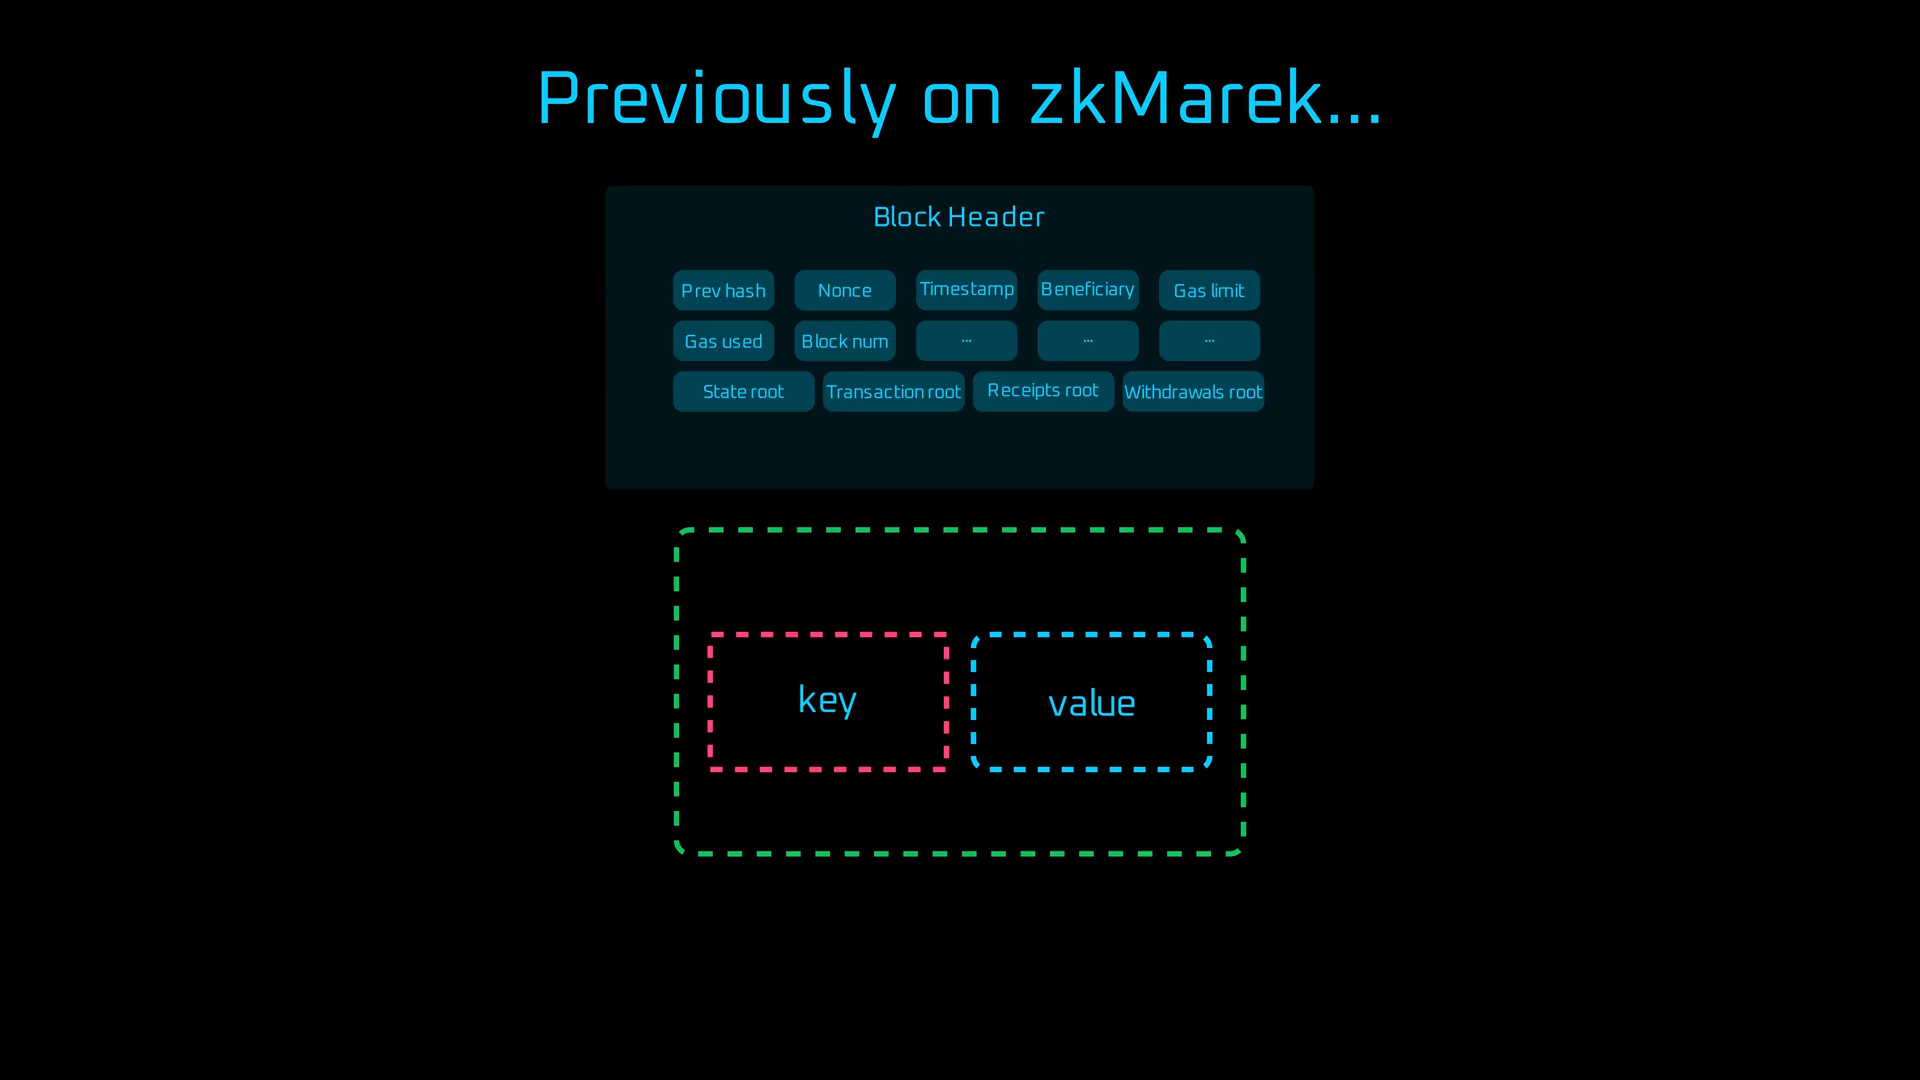 Previously on zkMarek...
Block Header
Prev hash Nonce Timestamp Beneficiary Gas limit
Gas used Block num ... ... ...
State root Transaction root Receipts root Withdrawals root
key value